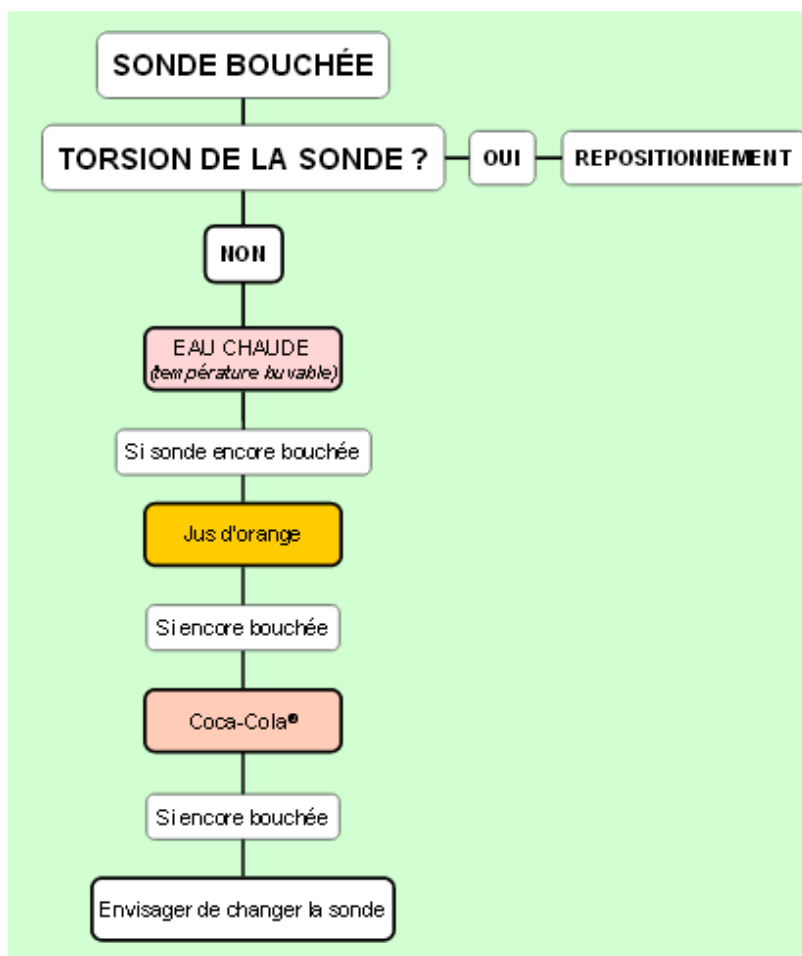 SONDE BOUCHÉE
TORSION DE LA SONDE ?
OUI
REPOSITIONNEMENT
NON
EAU CHAUDE
(température buvable)
Si sonde encore bouchée
Jus d'orange
Si encore bouchée
Coca-Cola®
Si encore bouchée
Envisager de changer la sonde